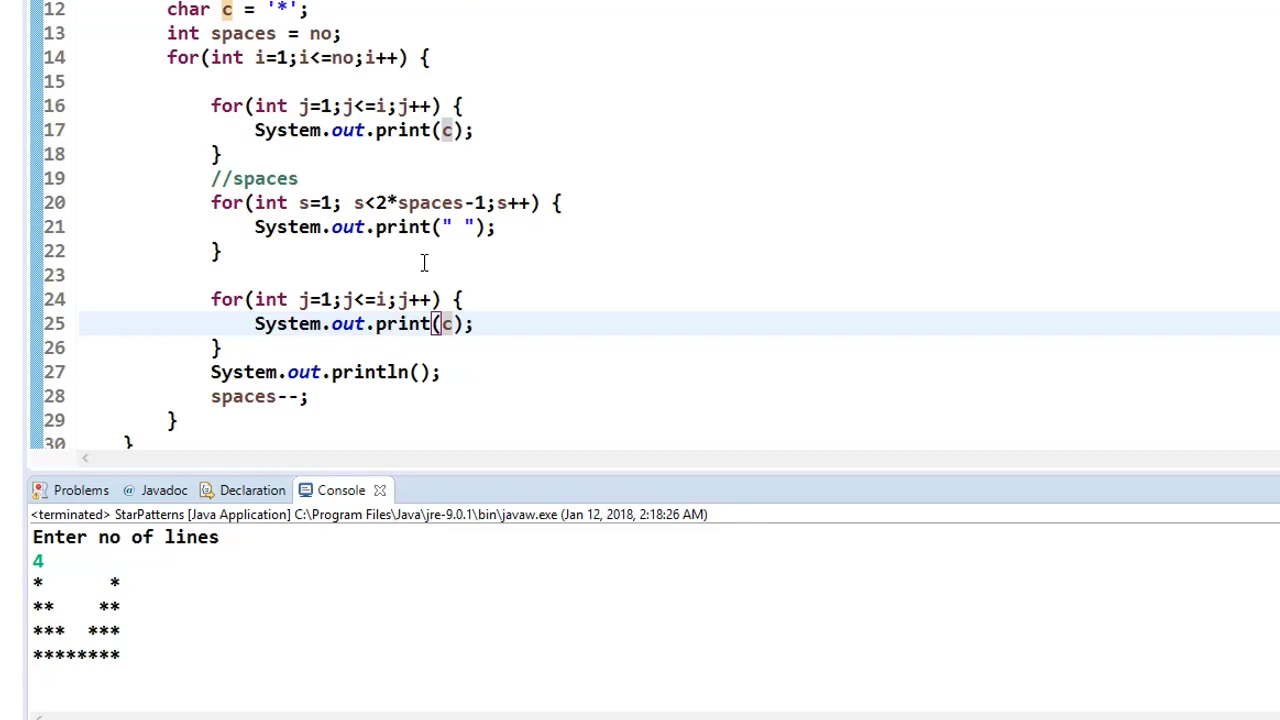 12 char c = '*';
13 int spaces = no;
14 for(int i=1;i<=no;i++) {
15
16 for(int j=1;j<=i;j++) {
17 System.out.print(c);
18 }
19 //spaces
20 for(int s=1; s<2*spaces-1;s++) {
21 System.out.print(" ");
22 }
23
24 for(int j=1;j<=i;j++) {
25 System.out.print(c);
26 }
27 System.out.println();
28 spaces--;
29 }
30 }
Problems @ Javadoc Declaration Console
<terminated> StarPatterns [Java Application] C:\Program Files\Java\jre-9.0.1\bin\javaw.exe (Jan 12, 2018, 2:18:26 AM)
Enter no of lines
4
*      *
**    **
***  ***
********